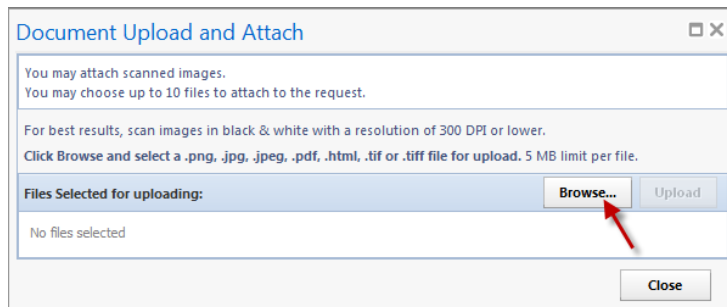 Document Upload and Attach
You may attach scanned images.
You may choose up to 10 files to attach to the request.
For best results, scan images in black & white with a resolution of 300 DPI or lower.
Click Browse and select a .png, .jpg, .jpeg, .pdf, .html, .tif or .tiff file for upload. 5 MB limit per file.
Files Selected for uploading: Browse... Upload
No files selected
Close